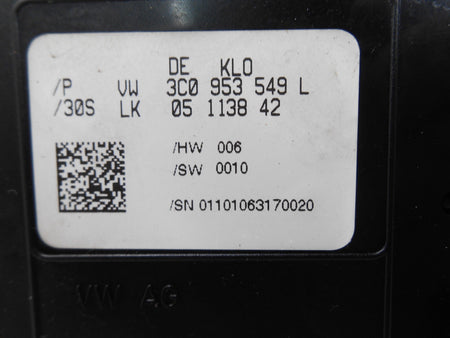 DE KLO
/P VW 3C0 953 549 L
/30S LK 05 1138 42
/HW 006
/SW 0010
/SN 01101063170020
VW AG